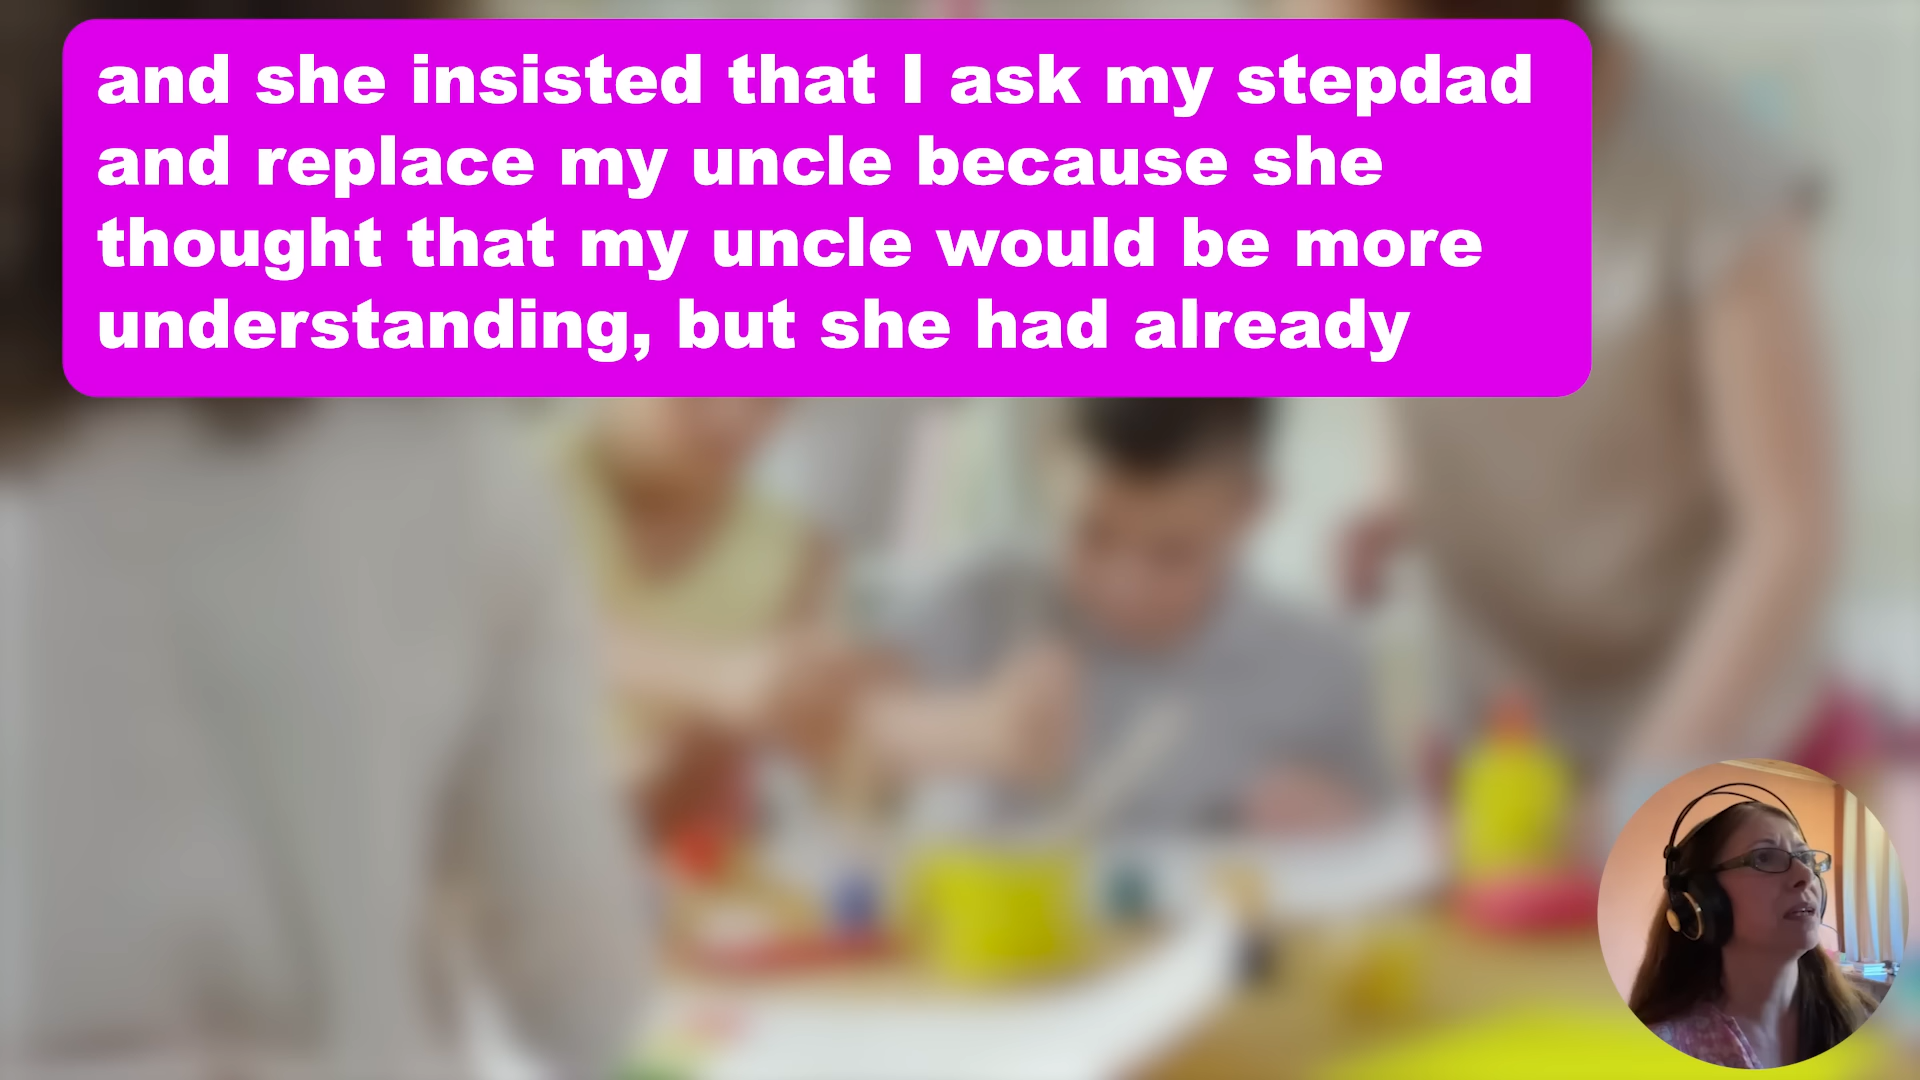 and she insisted that I ask my stepdad
and replace my uncle because she
thought that my uncle would be more
understanding, but she had already